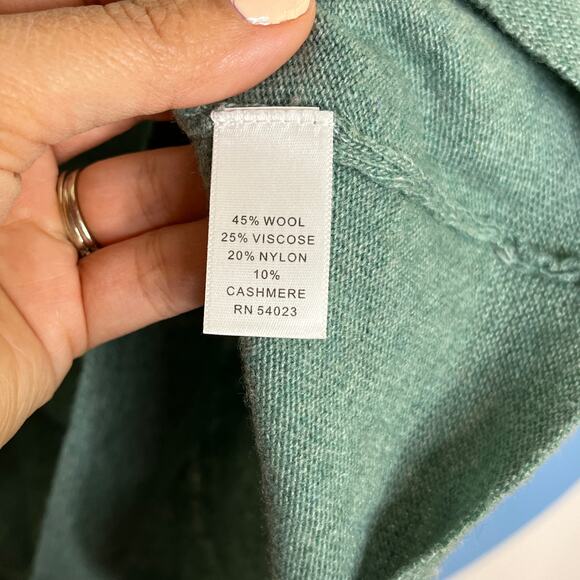 45% WOOL
25% VISCOSE
20% NYLON
10%
CASHMERE
RN 54023